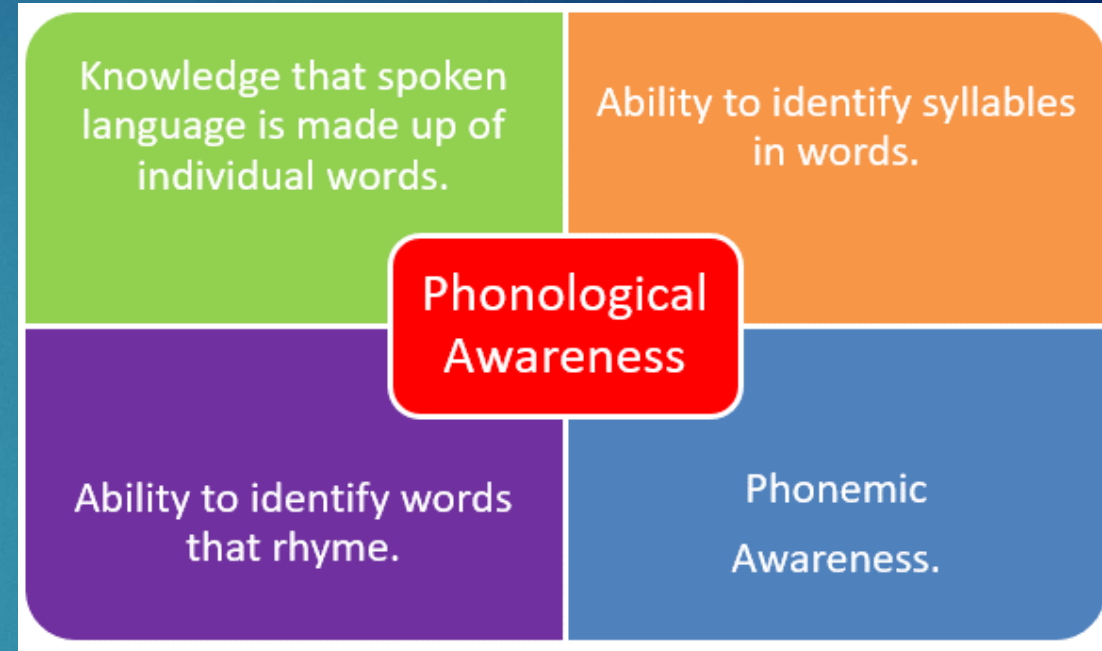 Knowledge that spoken
language is made up of
individual words.
Ability to identify syllables
in words.
Phonological
Awareness
Ability to identify words
that rhyme.
Phonemic
Awareness.